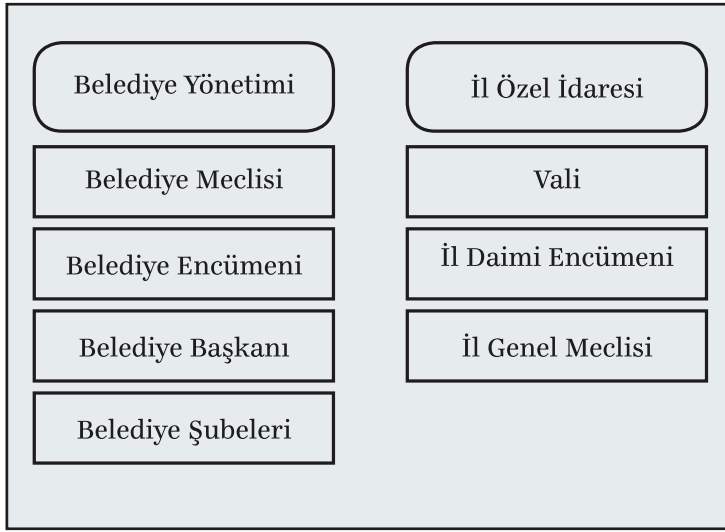 Belediye Yönetimi
Belediye Meclisi
Belediye Encümeni
Belediye Başkanı
Belediye Şubeleri
İl Özel İdaresi
Vali
İl Daimi Encümeni
İl Genel Meclisi